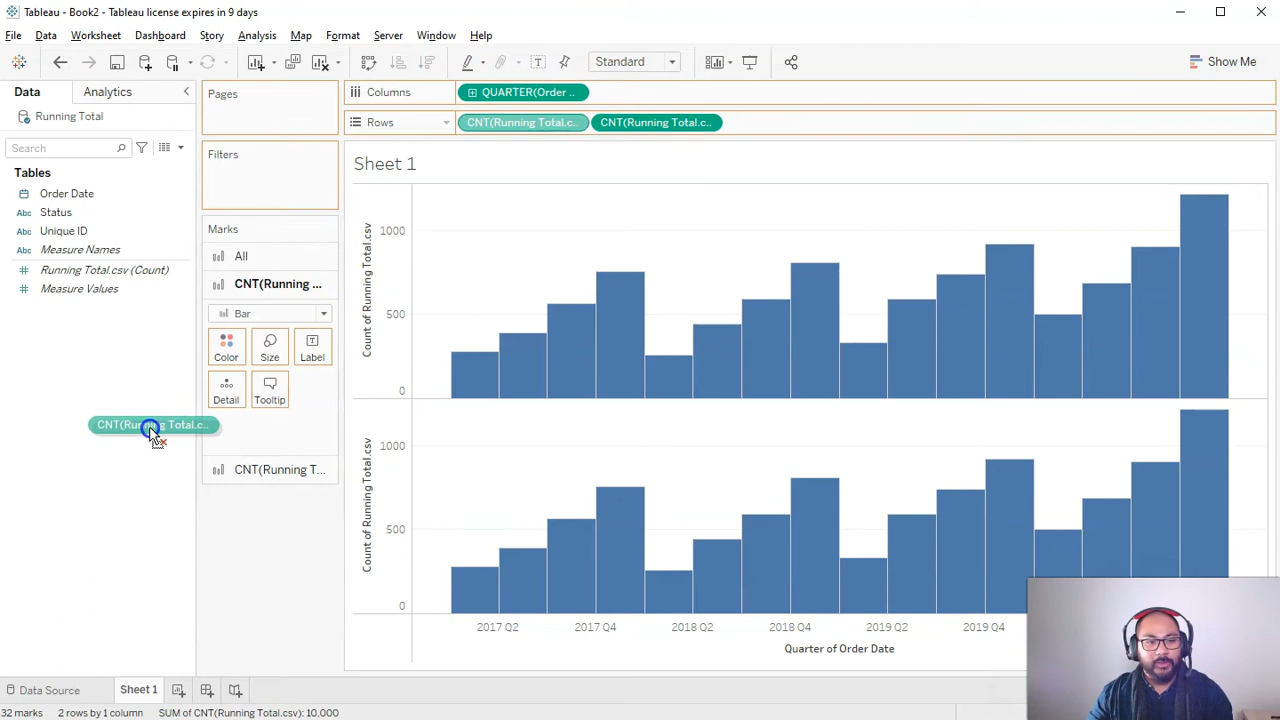 Tableau - Book2 - Tableau license expires in 9 days
File Data Worksheet Dashboard Story Analysis Map Format Server Window Help
Standard
Show Me
Data Analytics
Pages
Columns
QUARTER(Order ..
Running Total
Rows
CNT(Running Total.c.. CNT(Running Total.c..
Search
Filters
Sheet 1
Tables
Order Date
Abc Status
Abc Unique ID
Abc Measure Names
Running Total.csv (Count)
Measure Values
Marks
All
CNT(Running ...
Bar
Color Size Label
Detail Tooltip
CNT(Running Total.c..
CNT(Running T...
Count of Running Total.csv
1000
500
0
Count of Running Total.csv
1000
500
0
2017 Q2 2017 Q4 2018 Q2 2018 Q4 2019 Q2 2019 Q4
Quarter of Order Date
Data Source Sheet 1
32 marks 2 rows by 1 column SUM of CNT(Running Total.csv): 10,000